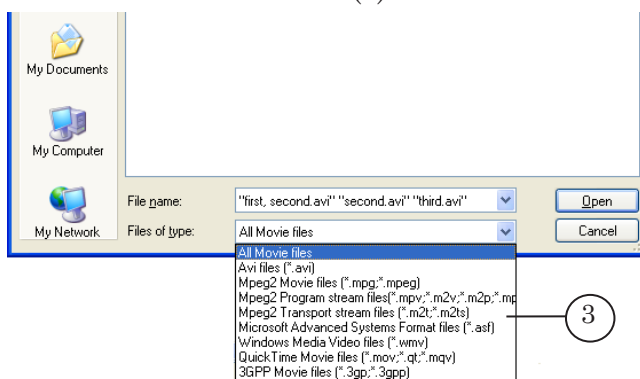 My Documents
My Computer
My Network
File name:
"first, second.avi" "second.avi" "third.avi"
Open
Files of type:
All Movie files
Cancel
All Movie files
Avi files (*.avi)
Mpeg2 Movie files (*.mpg;*.mpeg)
Mpeg2 Program stream files(*.mpv;*.m2v;*.m2p;*.mp
Mpeg2 Transport stream files (*.m2t;*.m2ts)
Microsoft Advanced Systems Format files (*.asf)
Windows Media Video files (*.wmv)
QuickTime Movie files (*.mov;*.qt;*.mqv)
3GPP Movie files (*.3gp;*.3gpp)
3